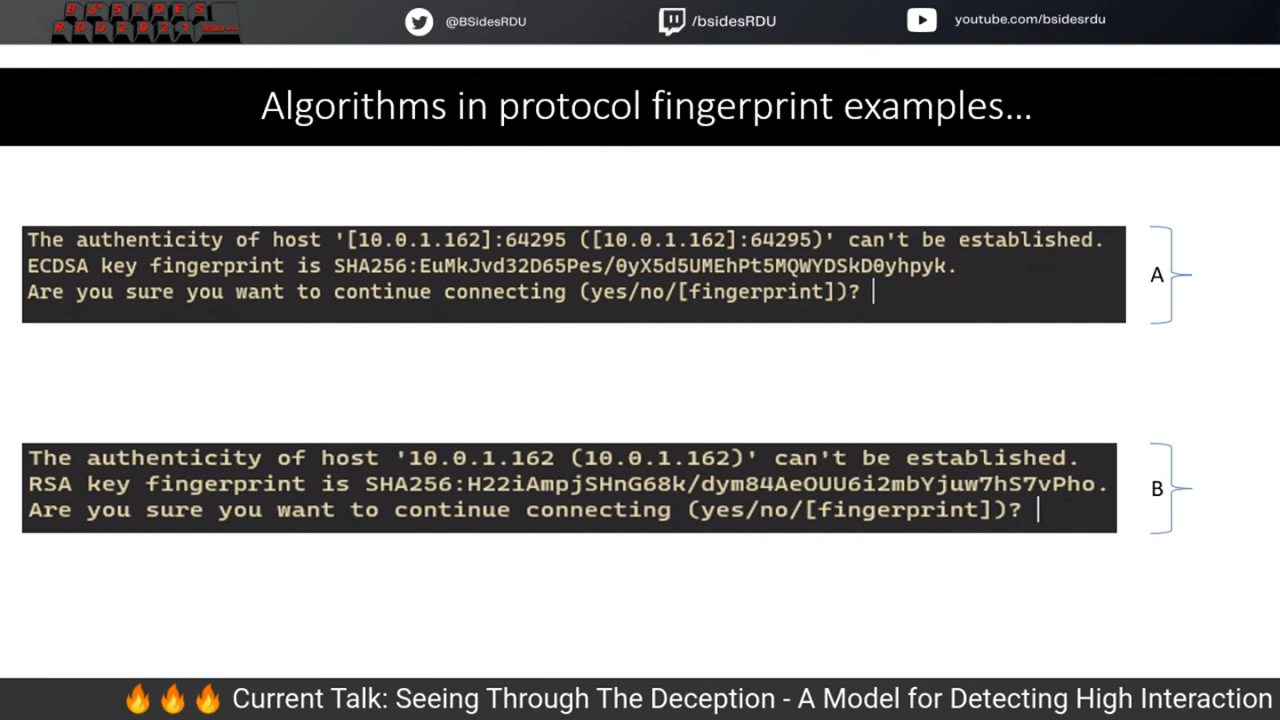 BSIDES
RDU2021
@BSidesRDU
/bsidesRDU
youtube.com/bsidesrdu
Algorithms in protocol fingerprint examples...
The authenticity of host '[10.0.1.162]:64295 ([10.0.1.162]:64295)' can't be established.
ECDSA key fingerprint is SHA256:EuMkJvd32D65Pes/0yX5d5UMEhPt5MQWYDSkD0yhpyk.
Are you sure you want to continue connecting (yes/no/[fingerprint])?
A
The authenticity of host '10.0.1.162 (10.0.1.162)' can't be established.
RSA key fingerprint is SHA256:H22iAmpjSHnG68k/dym84AeOUU6i2mbYjuw7hS7vPho.
Are you sure you want to continue connecting (yes/no/[fingerprint])?
B
Current Talk: Seeing Through The Deception - A Model for Detecting High Interaction